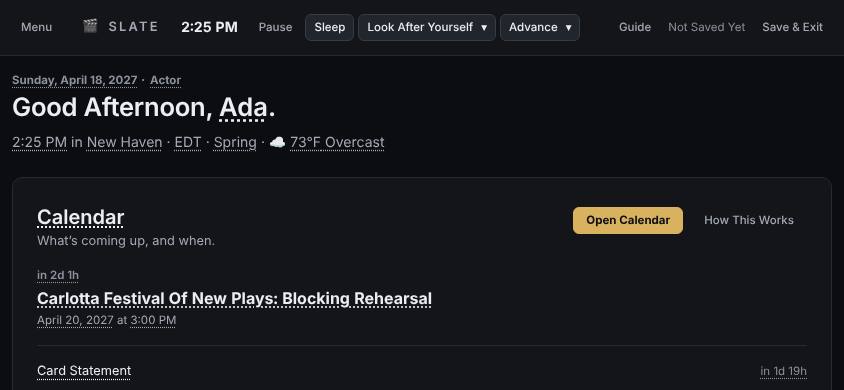 Menu 🎬 SLATE 2:25 PM Pause Sleep Look After Yourself ▾ Advance ▾ Guide Not Saved Yet Save & Exit
Sunday, April 18, 2027 · Actor
Good Afternoon, Ada.
2:25 PM in New Haven · EDT · Spring · ☁️ 73°F Overcast
Calendar
Open Calendar How This Works
What's coming up, and when.
in 2d 1h
Carlotta Festival Of New Plays: Blocking Rehearsal
April 20, 2027 at 3:00 PM
Card Statement in 1d 19h